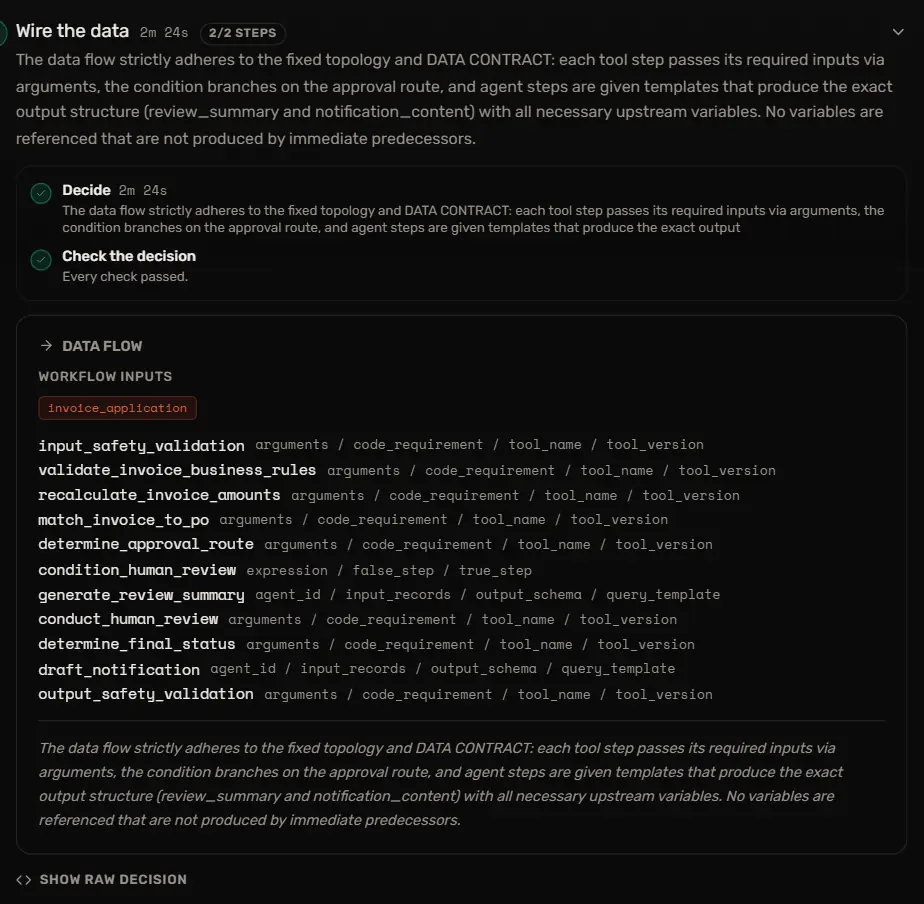 Wire the data 2m 24s 2/2 STEPS
The data flow strictly adheres to the fixed topology and DATA CONTRACT: each tool step passes its required inputs via
arguments, the condition branches on the approval route, and agent steps are given templates that produce the exact
output structure (review_summary and notification_content) with all necessary upstream variables. No variables are
referenced that are not produced by immediate predecessors.
Decide 2m 24s
The data flow strictly adheres to the fixed topology and DATA CONTRACT: each tool step passes its required inputs via arguments, the
condition branches on the approval route, and agent steps are given templates that produce the exact output
Check the decision
Every check passed.
→ DATA FLOW
WORKFLOW INPUTS
invoice_application
input_safety_validation arguments / code_requirement / tool_name / tool_version
validate_invoice_business_rules arguments / code_requirement / tool_name / tool_version
recalculate_invoice_amounts arguments / code_requirement / tool_name / tool_version
match_invoice_to_po arguments / code_requirement / tool_name / tool_version
determine_approval_route arguments / code_requirement / tool_name / tool_version
condition_human_review expression / false_step / true_step
generate_review_summary agent_id / input_records / output_schema / query_template
conduct_human_review arguments / code_requirement / tool_name / tool_version
determine_final_status arguments / code_requirement / tool_name / tool_version
draft_notification agent_id / input_records / output_schema / query_template
output_safety_validation arguments / code_requirement / tool_name / tool_version
The data flow strictly adheres to the fixed topology and DATA CONTRACT: each tool step passes its required inputs via
arguments, the condition branches on the approval route, and agent steps are given templates that produce the exact
output structure (review_summary and notification_content) with all necessary upstream variables. No variables are
referenced that are not produced by immediate predecessors.
<> SHOW RAW DECISION